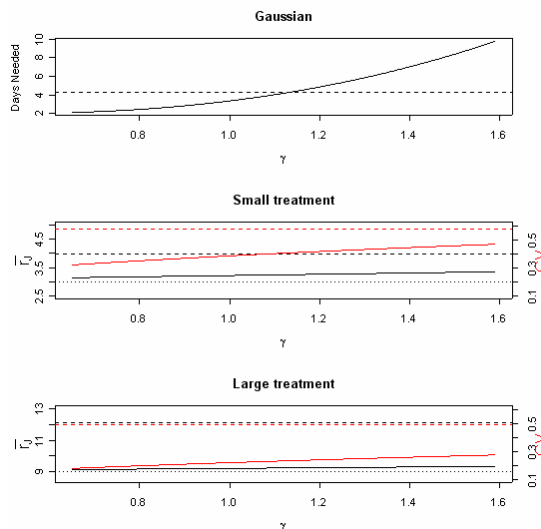 Gaussian
Days Needed
10
8
6
4
2
0.8 1.0 1.2 1.4 1.6
γ
Small treatment
r̅J
4.5
3.5
2.5
0.5
0.3
0.1
0.8 1.0 1.2 1.4 1.6
γ
Large treatment
r̅J
13
11
9
0.5
0.3
0.1
0.8 1.0 1.2 1.4 1.6
γ